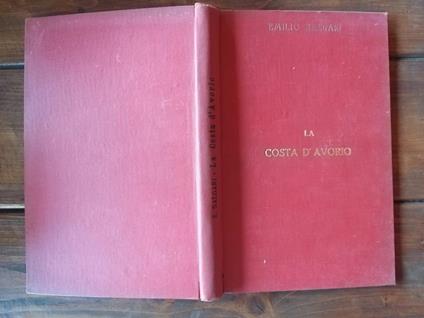 E. SALGARI - La Costa d'Avorio
EMILIO SALGARI
LA
COSTA D'AVORIO